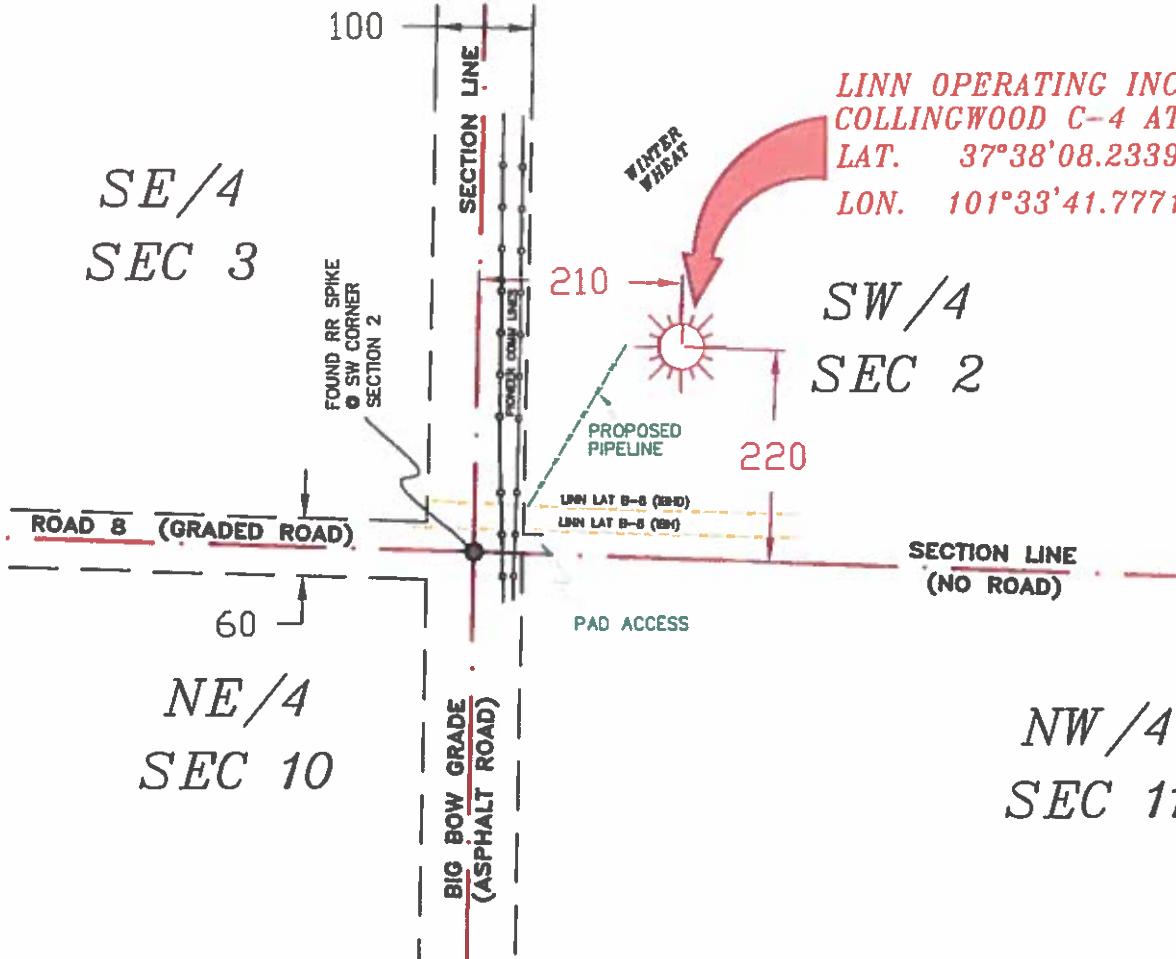 100
SECTION LINE
LINN OPERATING INC
COLLINGWOOD C-4 AT
LAT. 37°38'08.2339
LON. 101°33'41.7771
WINTER
WHEAT
SE/4
SEC 3
FOUND RR SPIKE
@ SW CORNER
SECTION 2
PIONEER COMM LINES
210
SW/4
SEC 2
PROPOSED
PIPELINE
220
LINN LAT B-6
LINN LAT B-6
ROAD 8 (GRADED ROAD)
SECTION LINE
(NO ROAD)
60
PAD ACCESS
NE/4
SEC 10
NW/4
SEC 11
BIG BOW GRADE
(ASPHALT ROAD)